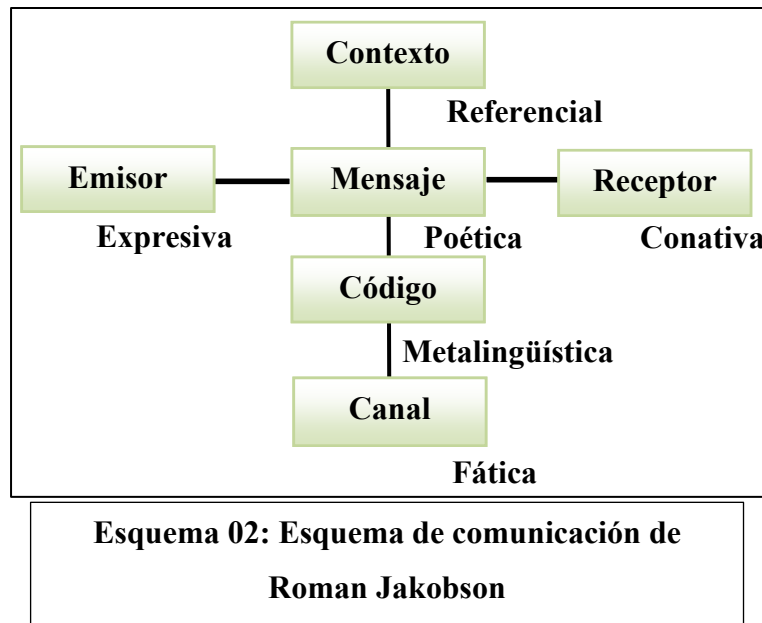 Contexto
Referencial
Emisor Mensaje Receptor
Expresiva Poética Conativa
Código
Metalingüística
Canal
Fática
Esquema 02: Esquema de comunicación de
Roman Jakobson